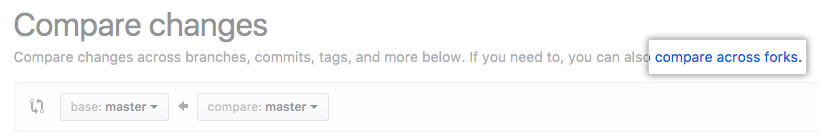 Compare changes
Compare changes across branches, commits, tags, and more below. If you need to, you can also compare across forks.
base: master compare: master